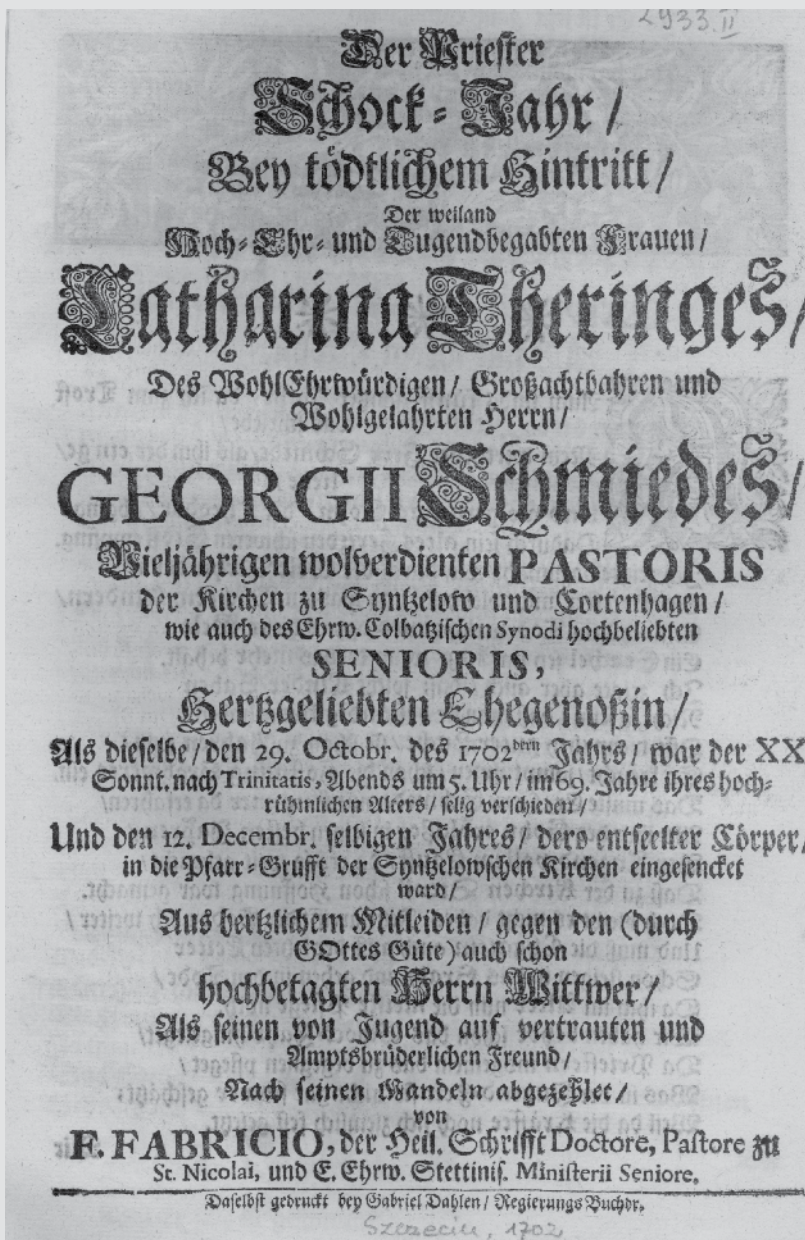 2933.II
Der Priester
Schock-Jahr/
Bey tödtlichem Hintritt/
Der weiland
Hoch-Ehr- und Tugendbegabten Frauen/
Catharina Theringes/
Des WohlEhrwürdigen/ Großachtbahren und
Wohlgelahrten Herrn/
GEORGII Schmiedes/
Vieljährigen wolverdienten PASTORIS
der Kirchen zu Syntzelow und Cortenhagen/
wie auch des Ehrw. Colbatzischen Synodi hochbeliebten
SENIORIS,
Hertzgeliebten Ehegenoßin/
Als dieselbe/ den 29. Octobr. des 1702dern Jahrs/ war der XX
Sonnt. nach Trinitatis, Abends um 5. Uhr/ im 69. Jahre ihres hoch-
rühmlichen Alters/ selig verschieden/
Und den 12. Decembr. selbigen Jahres/ dero entseelter Cörper/
in die Pfarr-Grufft der Syntzelowschen Kirchen eingesencket
ward/
Aus hertzlichem Mitleiden/ gegen den (durch
GOttes Güte) auch schon
hochbetagten Herrn Wittwer/
Als seinen von Jugend auf vertrauten und
Amptsbrüderlichen Freund/
Nach seinen Mandeln abgezehlet/
von
F. FABRICIO, der Heil. Schrifft Doctore, Pastore zu
St. Nicolai, und E. Ehrw. Stettinis. Ministerii Seniore.
Daselbst gedruckt bey Gabriel Dahlen/ Regierungs Buchdr.
Szczecin, 1702